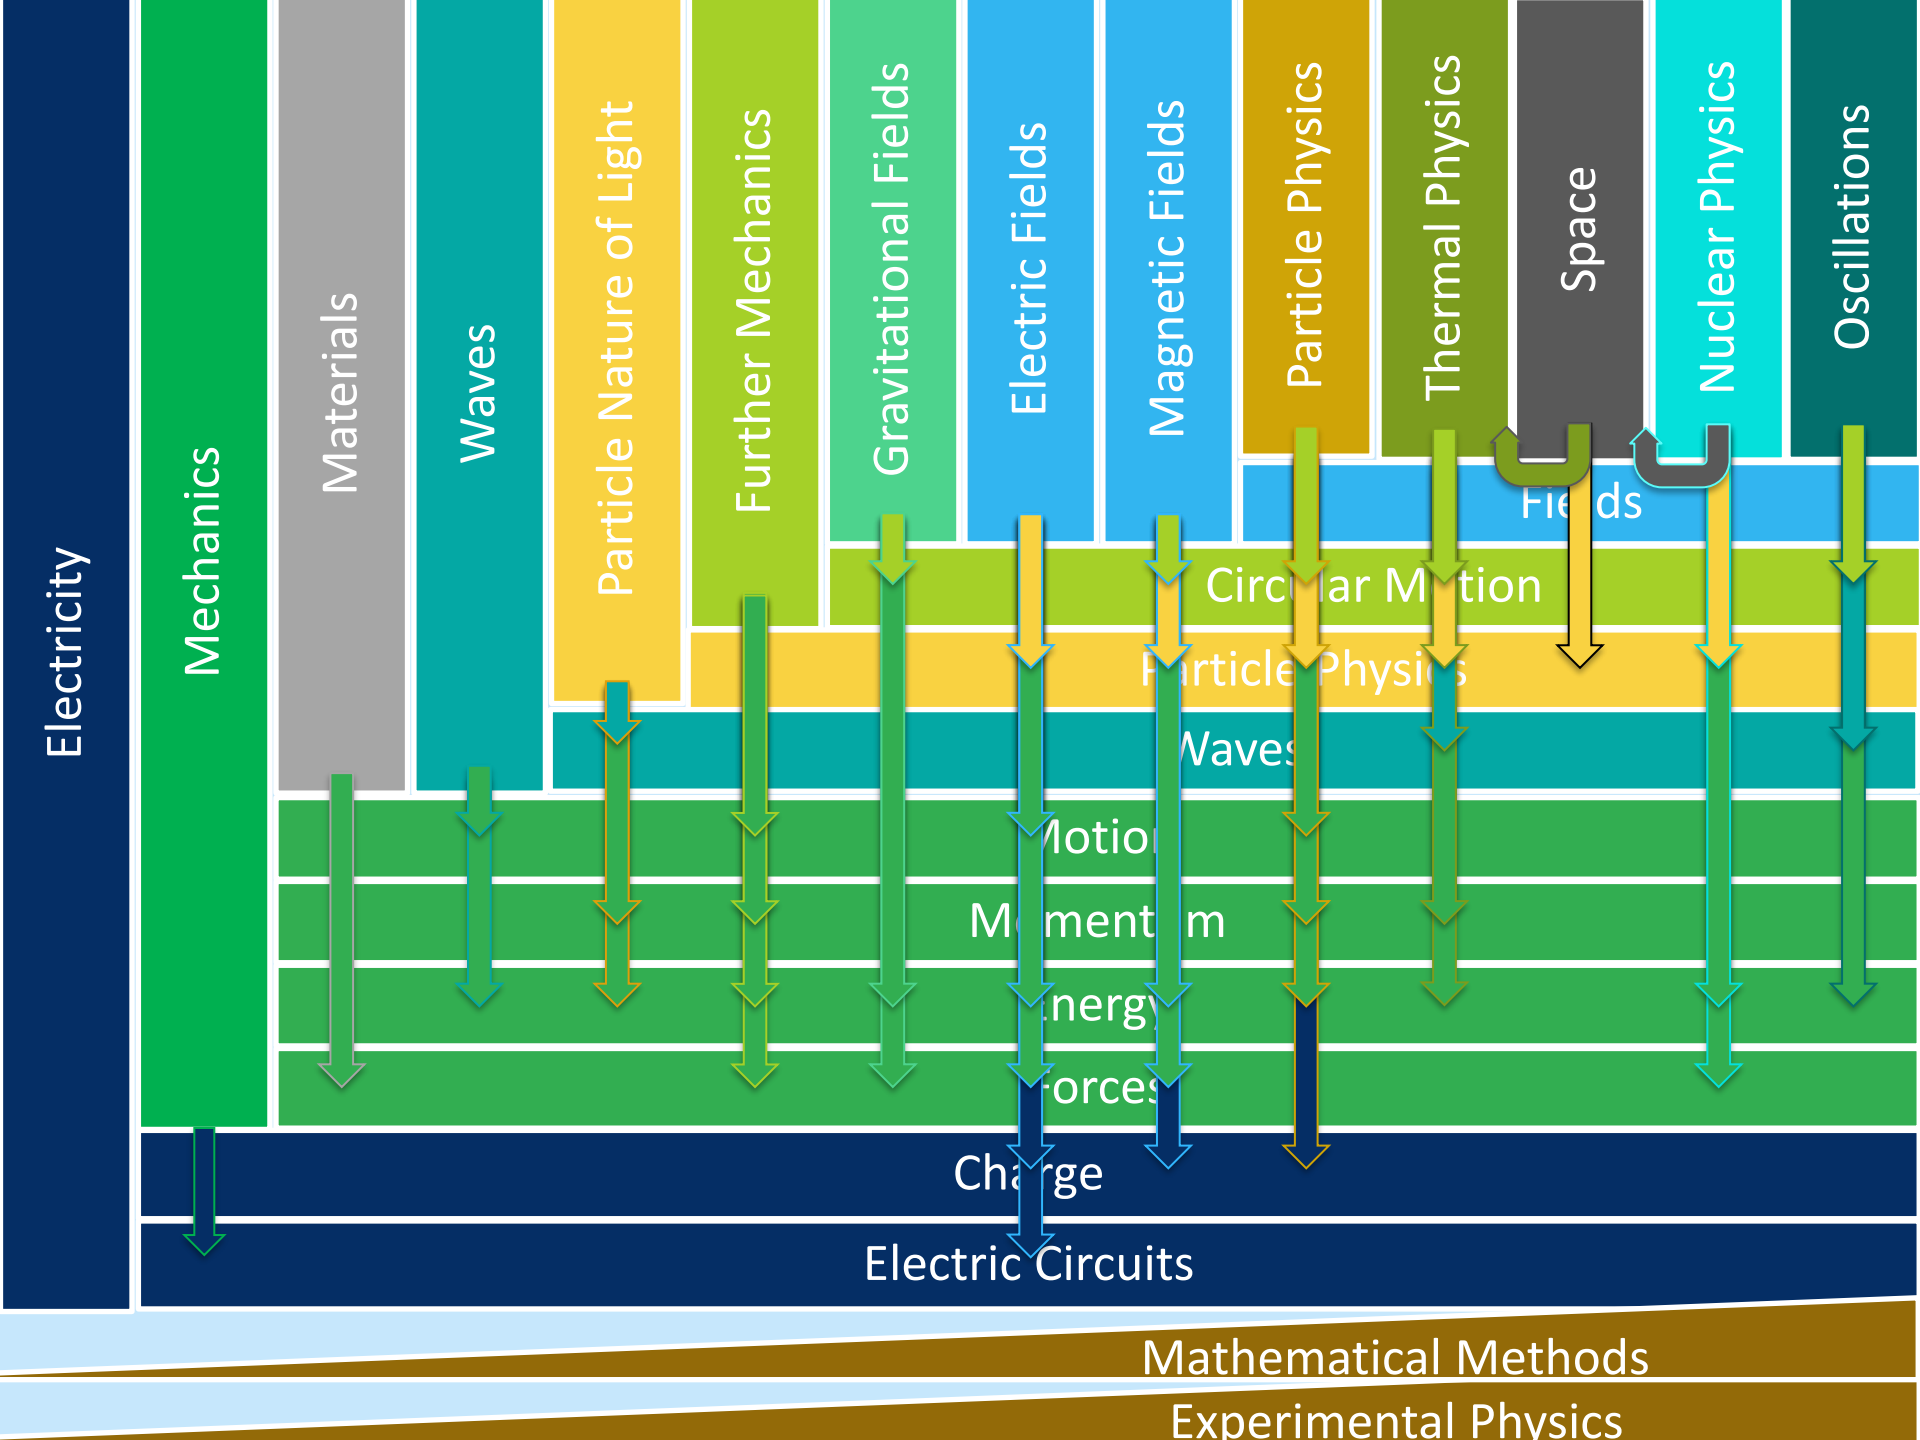 Electricity
Mechanics
Materials
Waves
Particle Nature of Light
Further Mechanics
Gravitational Fields
Electric Fields
Magnetic Fields
Particle Physics
Thermal Physics
Space
Nuclear Physics
Oscillations
Fields
Circular Motion
Particle Physics
Waves
Motion
Momentum
Energy
Forces
Charge
Electric Circuits
Mathematical Methods
Experimental Physics